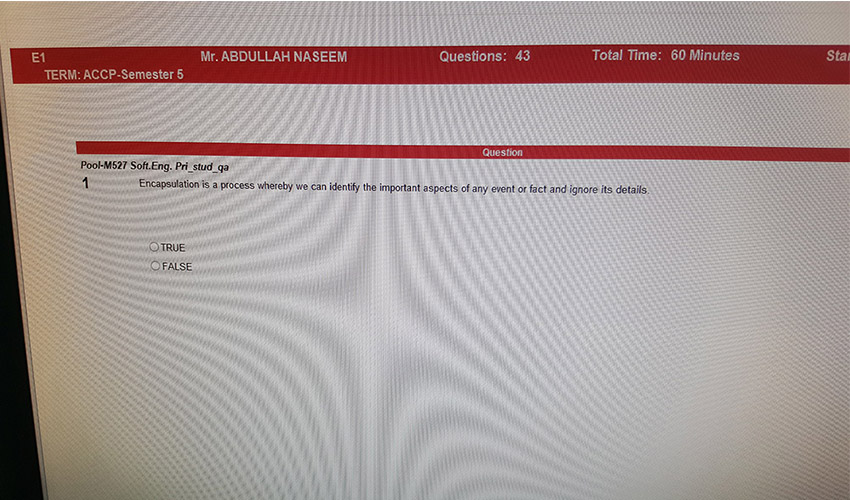 E1 Mr. ABDULLAH NASEEM Questions: 43 Total Time: 60 Minutes
TERM: ACCP-Semester 5
Question
Pool-M527 Soft.Eng. Pri_stud_qa
1 Encapsulation is a process whereby we can identify the important aspects of any event or fact and ignore its details.
TRUE
FALSE